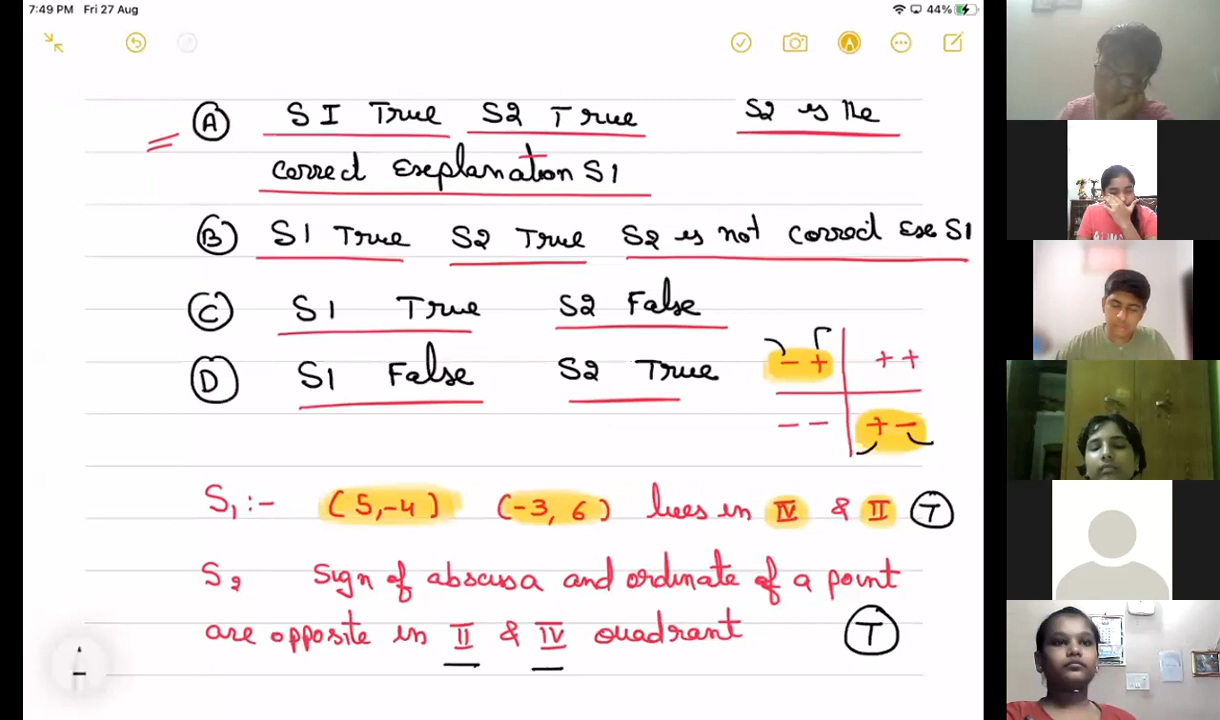 7:49 PM Fri 27 Aug 44%
A SI True S2 True S2 is the
correct Explanation S1
B S1 True S2 True S2 is not correct Exe S1
C S1 True S2 False
D S1 False S2 True
- + + +
- - + -
S1 :- (5,-4) (-3, 6) lies in IV & II T
S2 Sign of abscissa and ordinate of a point
are opposite in II & IV quadrant T